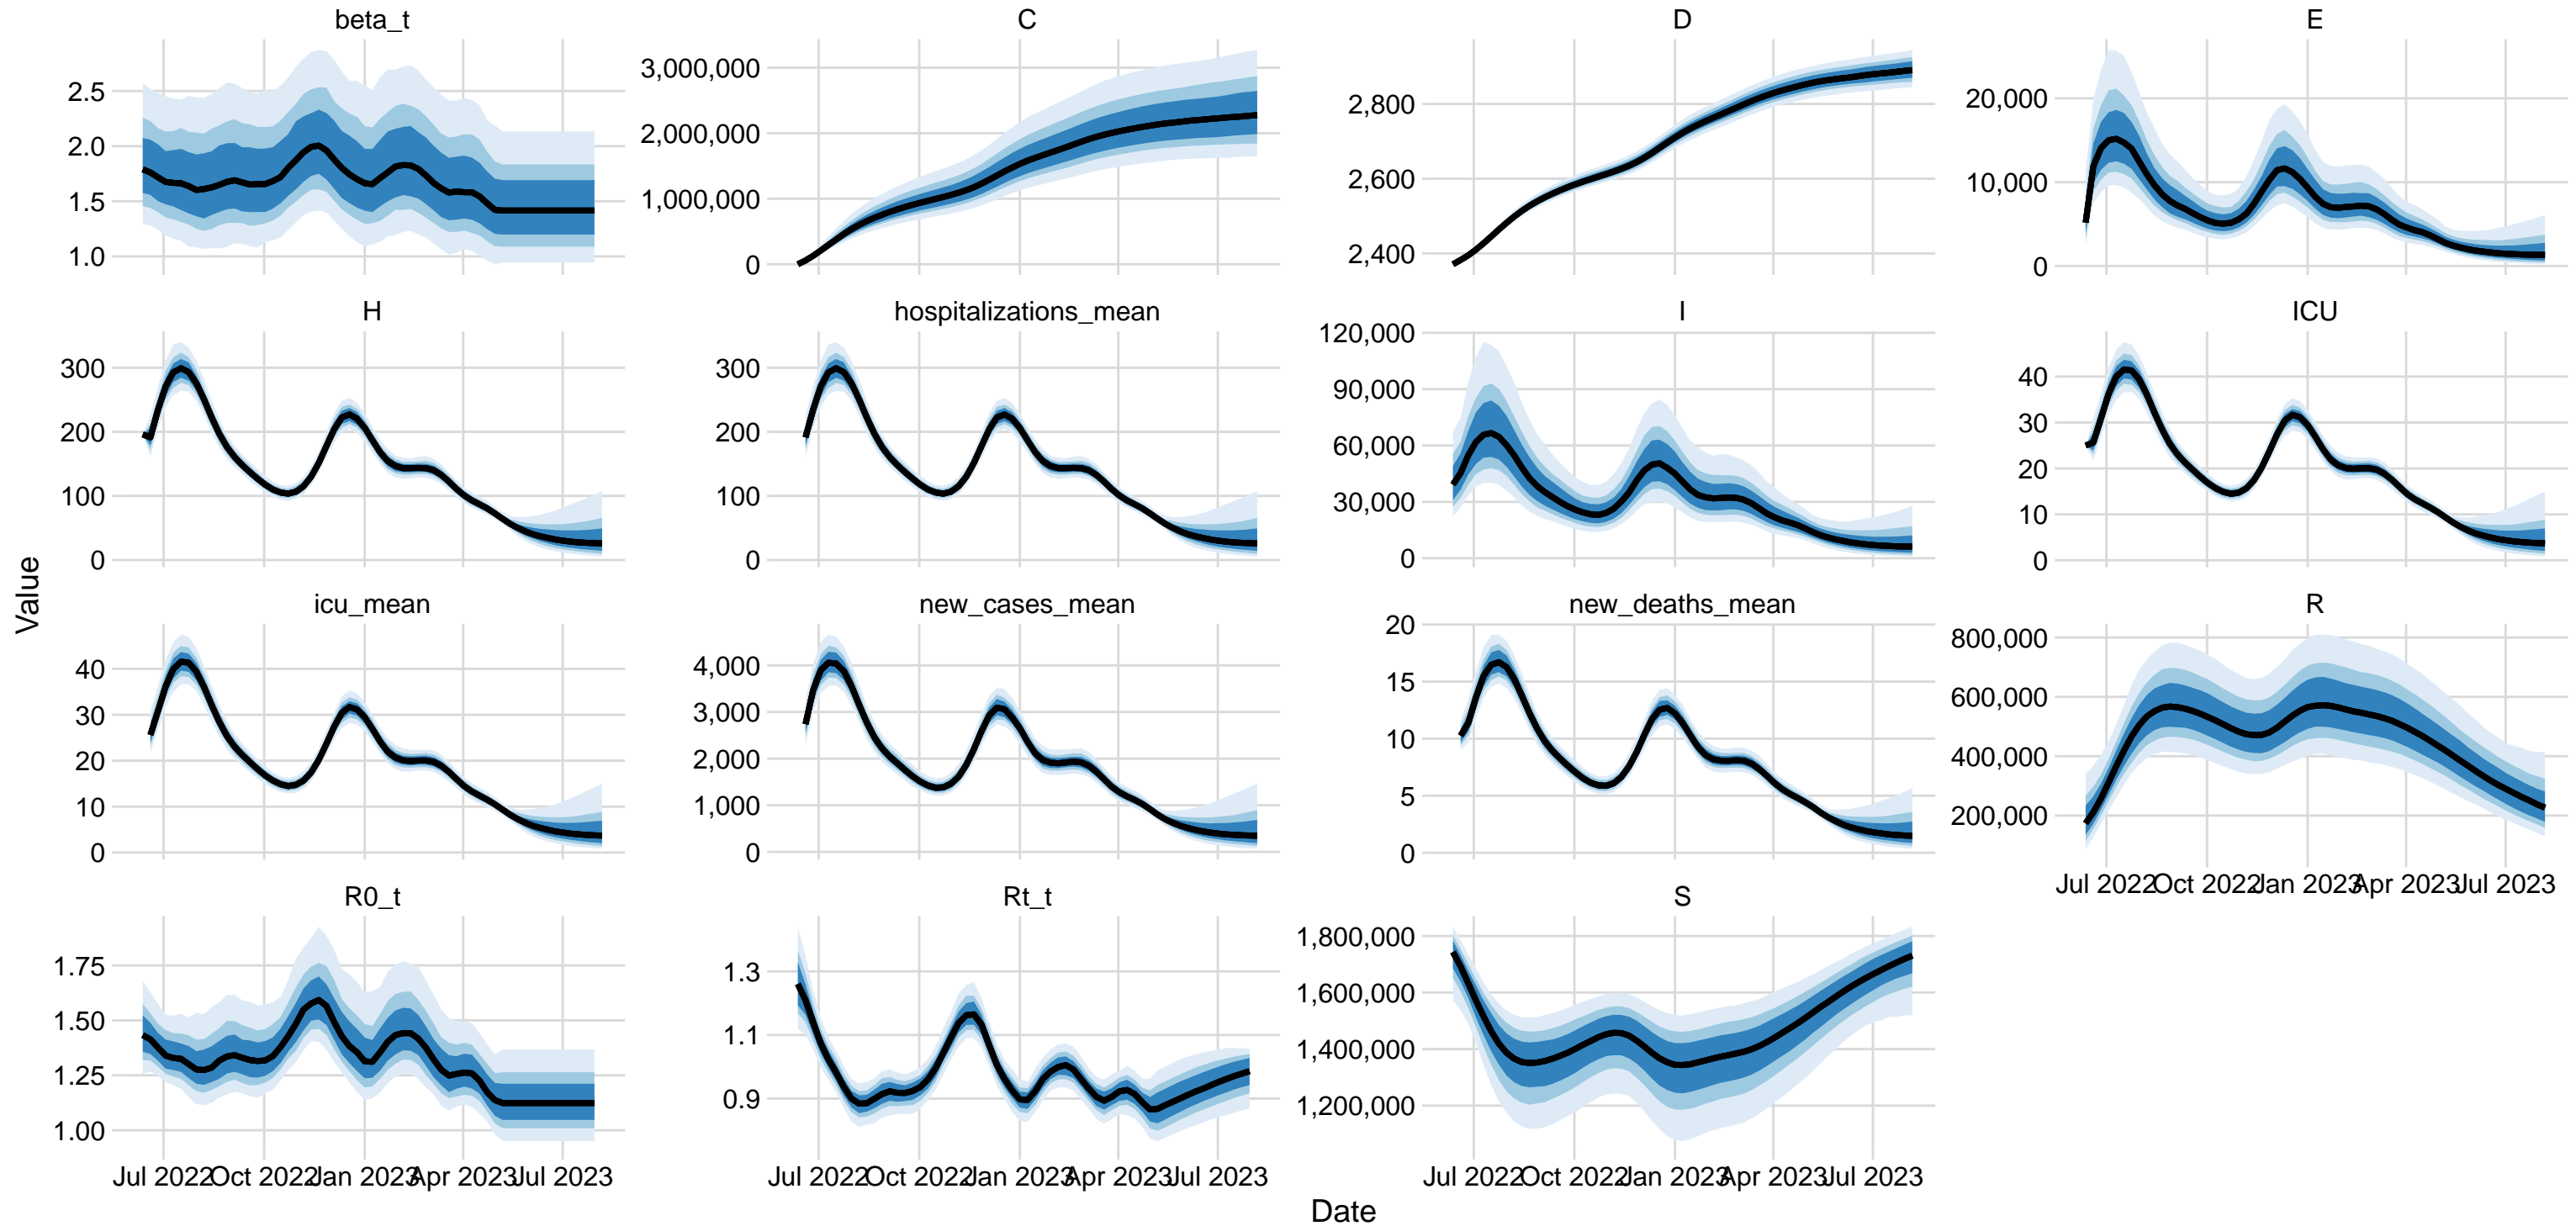 beta_t
C
D
E
2.5
2.0
1.5
1.0
3,000,000
2,000,000
1,000,000
0
2,800
2,600
2,400
20,000
10,000
0
H
hospitalizations_mean
I
ICU
300
200
100
0
300
200
100
0
120,000
90,000
60,000
30,000
0
40
30
20
10
0
Value
icu_mean
new_cases_mean
new_deaths_mean
R
40
30
20
10
0
4,000
3,000
2,000
1,000
0
20
15
10
5
0
800,000
600,000
400,000
200,000
Jul 2022 Oct 2022 Jan 2023 Apr 2023 Jul 2023
R0_t
Rt_t
S
1.75
1.50
1.25
1.00
1.3
1.1
0.9
1,800,000
1,600,000
1,400,000
1,200,000
Jul 2022 Oct 2022 Jan 2023 Apr 2023 Jul 2023
Jul 2022 Oct 2022 Jan 2023 Apr 2023 Jul 2023
Jul 2022 Oct 2022 Jan 2023 Apr 2023 Jul 2023
Date